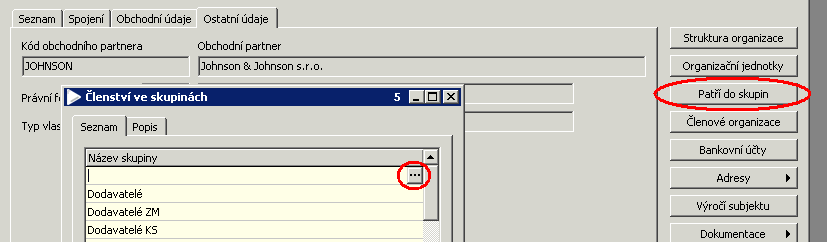 Seznam Spojení Obchodní údaje Ostatní údaje
Kód obchodního partnera Obchodní partner
JOHNSON Johnson & Johnson s.r.o.
Právní f
Typ vlas
Členství ve skupinách 5
Seznam Popis
Název skupiny
...
Dodavatelé
Dodavatelé ZM
Dodavatelé KS
Struktura organizace
Organizační jednotky
Patří do skupin
Členové organizace
Bankovní účty
Adresy
Výročí subjektu
Dokumentace